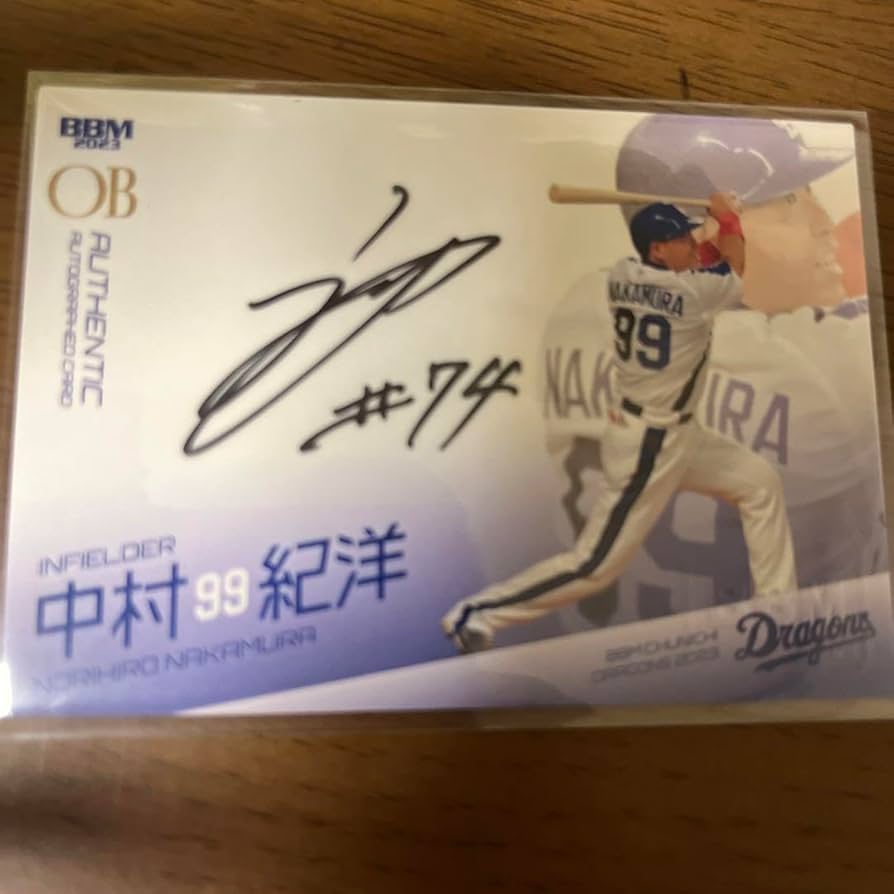 BBM
2023
OB
AUTHENTIC
AUTOGRAPHED CARD
NAKAMURA
99
#74
INFIELDER
中村 99 紀洋
NORIHIRO NAKAMURA
BBM CHUNICHI
DRAGONS 2023
Dragons